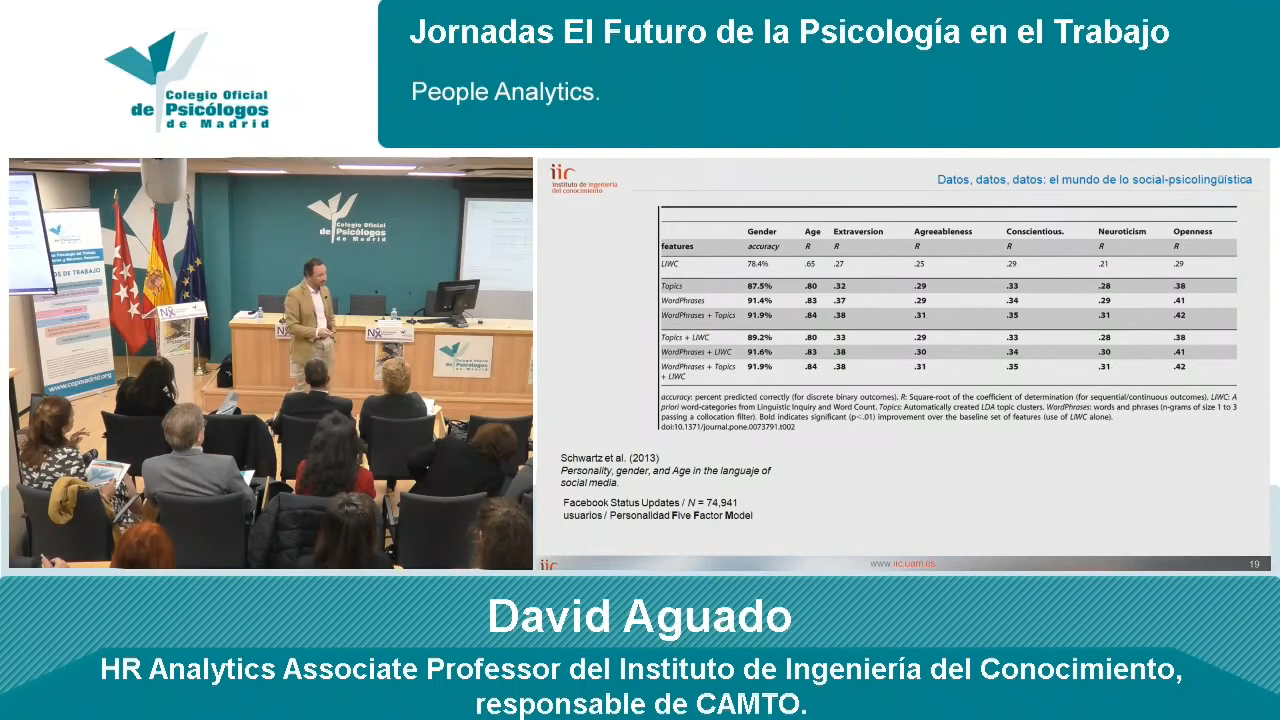 Jornadas El Futuro de la Psicología en el Trabajo
People Analytics.
Colegio Oficial
de Psicólogos
de Madrid
Colegio Oficial
de Psicólogos
de Madrid
OS DE TRABAJO
www.copmadrid.org
iic
instituto de ingeniería
del conocimiento
Datos, datos, datos: el mundo de lo social-psicolingüística
Gender Age Extraversion Agreeableness Conscientious. Neuroticism Openness
features accuracy R R R R R R
LIWC 78.4% .65 .27 .25 .29 .21 .29
Topics 87.5% .80 .32 .29 .33 .28 .38
WordPhrases 91.4% .83 .37 .29 .34 .29 .41
WordPhrases + Topics 91.9% .84 .38 .31 .35 .31 .42
Topics + LIWC 89.2% .80 .33 .29 .33 .28 .38
WordPhrases + LIWC 91.6% .83 .38 .30 .34 .30 .41
WordPhrases + Topics 91.9% .84 .38 .31 .35 .31 .42
+ LIWC
accuracy: percent predicted correctly (for discrete binary outcomes). R: Square-root of the coefficient of determination (for sequential/continuous outcomes). LIWC: A
priori word-categories from Linguistic Inquiry and Word Count. Topics: Automatically created LDA topic clusters. WordPhrases: words and phrases (n-grams of size 1 to 3
passing a collocation filter). Bold indicates significant (p<.01) improvement over the baseline set of features (use of LIWC alone).
doi:10.1371/journal.pone.0073791.t002
Schwartz et al. (2013)
Personality, gender, and Age in the languaje of
social media.
Facebook Status Updates / N = 74,941
usuarios / Personalidad Five Factor Model
iic
www iic.uam.es
19
David Aguado
HR Analytics Associate Professor del Instituto de Ingeniería del Conocimiento,
responsable de CAMTO.